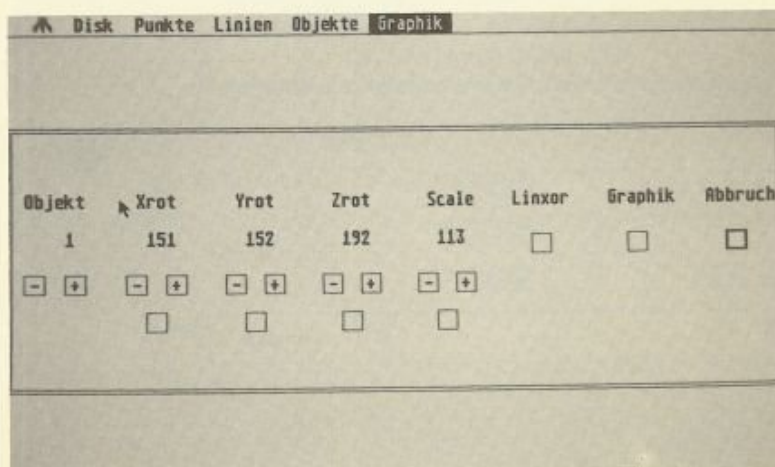 Disk Punkte Linien Objekte Graphik
Objekt Xrot Yrot Zrot Scale Linxor Graphik Abbruch
1 151 152 192 113
- + - + - + - + - +